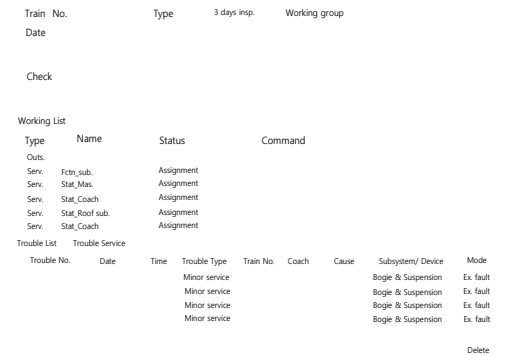 Train No. Type 3 days insp. Working group
Date
Check
Working List
Type Name Status Command
Outs.
Serv. Fctn_sub. Assignment
Serv. Stat_Mas. Assignment
Serv. Stat_Coach Assignment
Serv. Stat_Roof sub. Assignment
Serv. Stat_Coach Assignment
Trouble List Trouble Service
Trouble No. Date Time Trouble Type Train No. Coach Cause Subsystem/ Device Mode
Minor service Bogie & Suspension Ex. fault
Minor service Bogie & Suspension Ex. fault
Minor service Bogie & Suspension Ex. fault
Minor service Bogie & Suspension Ex. fault
Delete